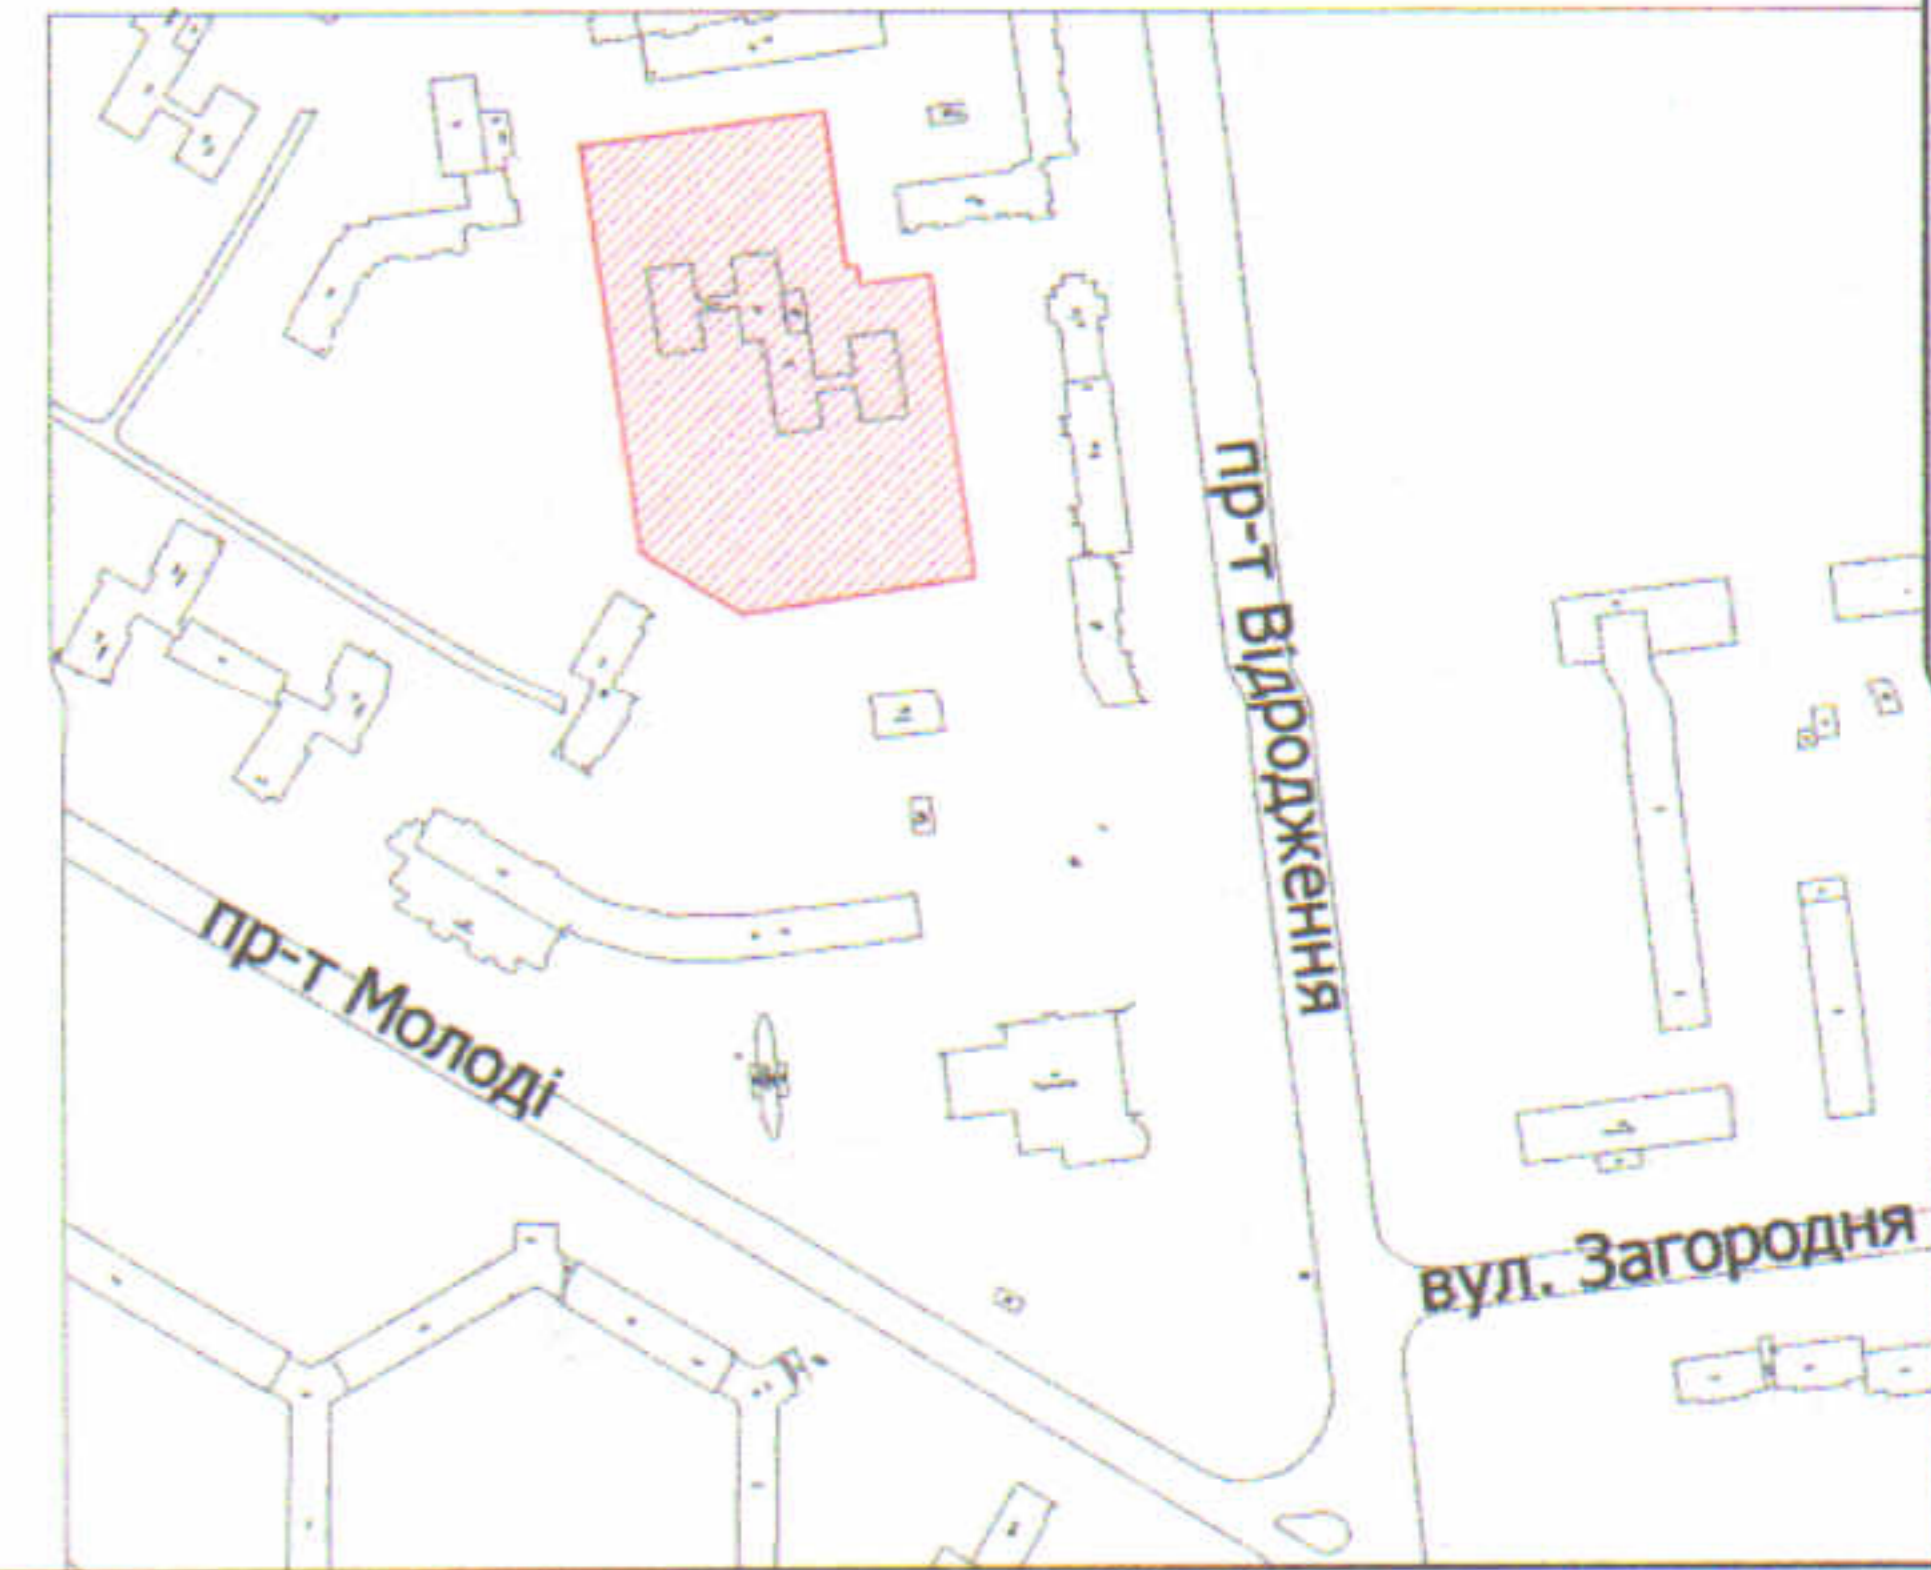 пр-т Відродження
пр-т Молоді
вул. Загородня